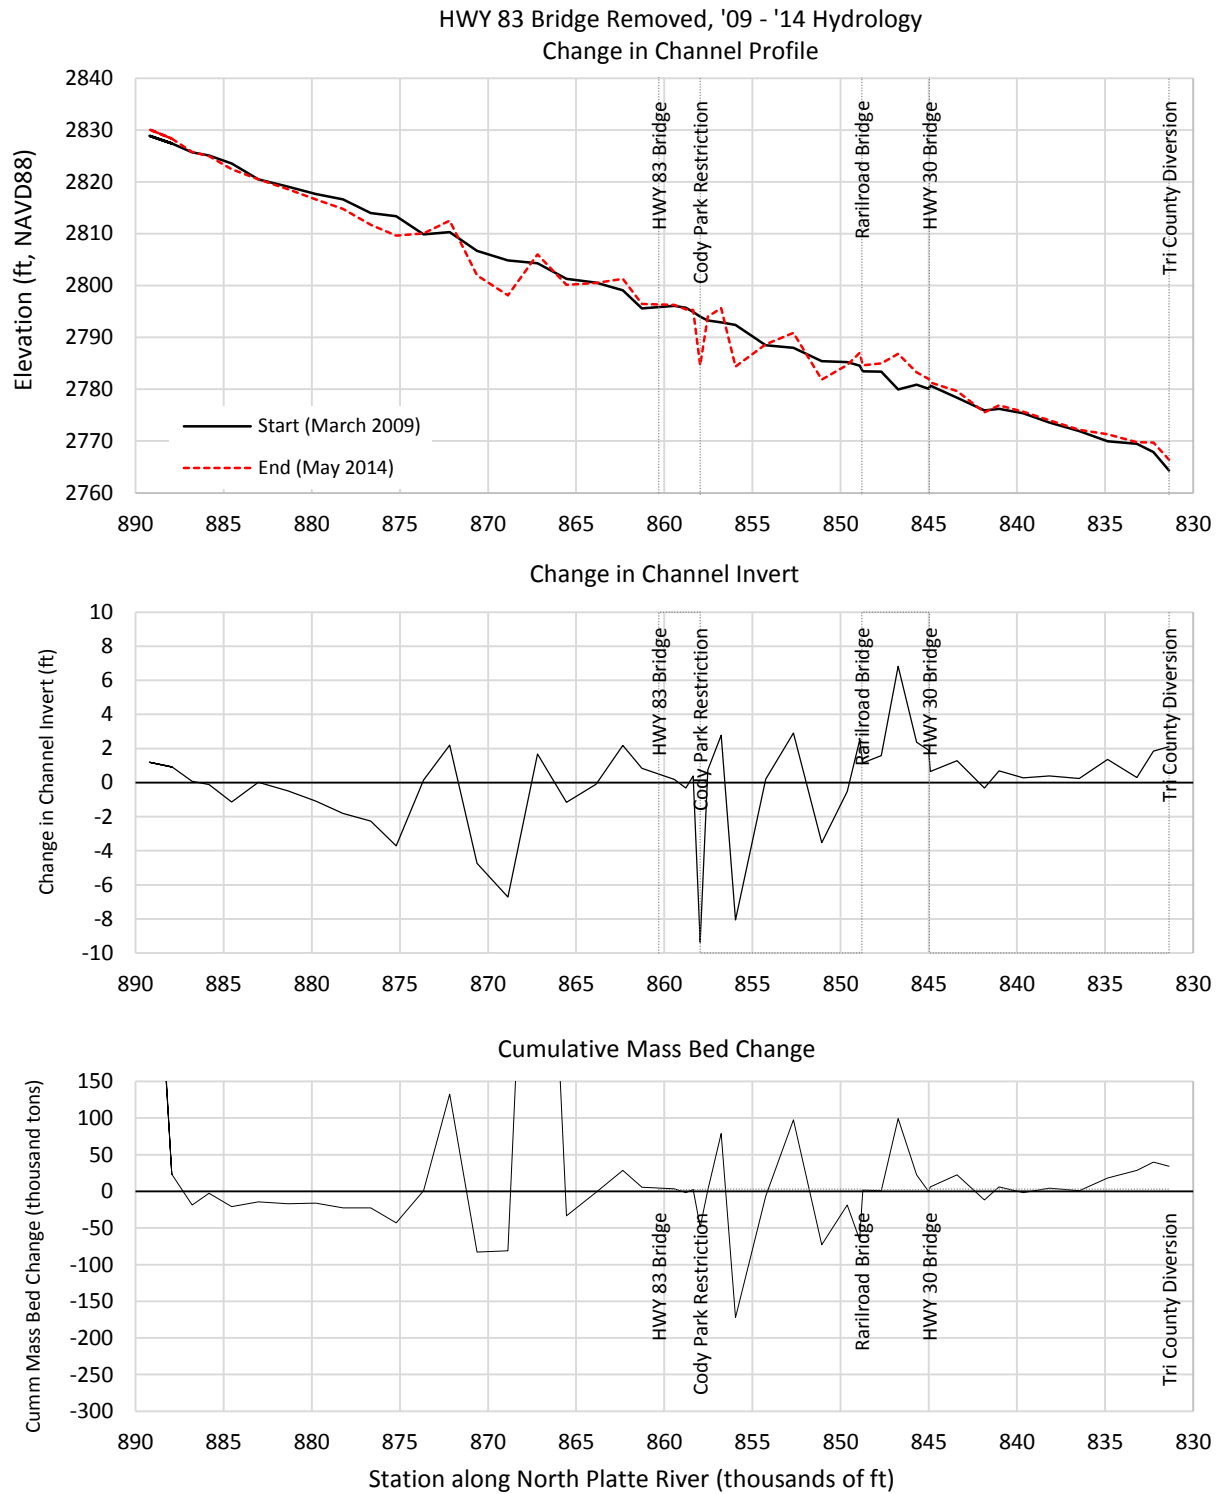 HWY 83 Bridge Removed, '09 - '14 Hydrology
Change in Channel Profile
Elevation (ft, NAVD88)
2840
2830
2820
2810
2800
2790
2780
2770
2760
HWY 83 Bridge
Cody Park Restriction
Rarilroad Bridge
HWY 30 Bridge
Tri County Diversion
Start (March 2009)
End (May 2014)
890 885 880 875 870 865 860 855 850 845 840 835 830
Change in Channel Invert
Change in Channel Invert (ft)
10
8
6
4
2
0
-2
-4
-6
-8
-10
HWY 83 Bridge
Cody Park Restriction
Rarilroad Bridge
HWY 30 Bridge
Tri County Diversion
890 885 880 875 870 865 860 855 850 845 840 835 830
Cumulative Mass Bed Change
Cumm Mass Bed Change (thousand tons)
150
100
50
0
-50
-100
-150
-200
-250
-300
HWY 83 Bridge
Cody Park Restriction
Rarilroad Bridge
HWY 30 Bridge
Tri County Diversion
890 885 880 875 870 865 860 855 850 845 840 835 830
Station along North Platte River (thousands of ft)